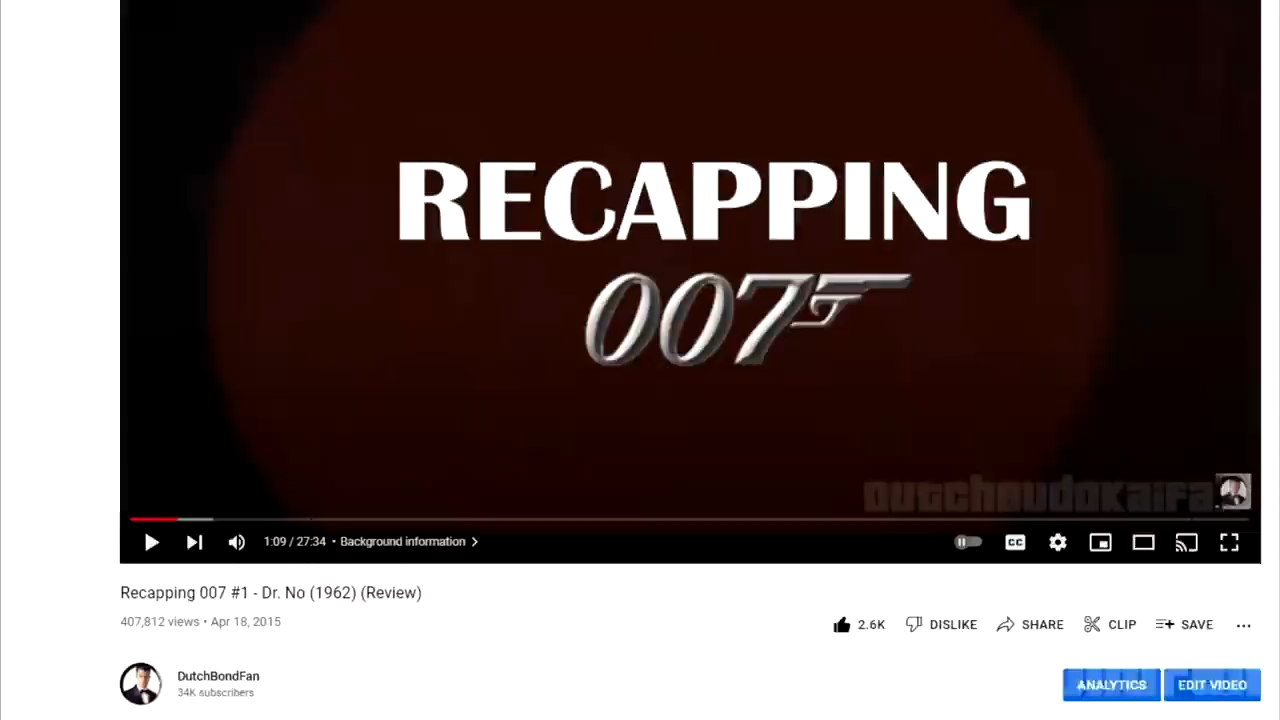 RECAPPING
007
1:09 / 27:34 • Background information
CC
Recapping 007 #1 - Dr. No (1962) (Review)
407,812 views • Apr 18, 2015
2.6K DISLIKE SHARE CLIP SAVE
DutchBondFan
34K subscribers
ANALYTICS EDIT VIDEO